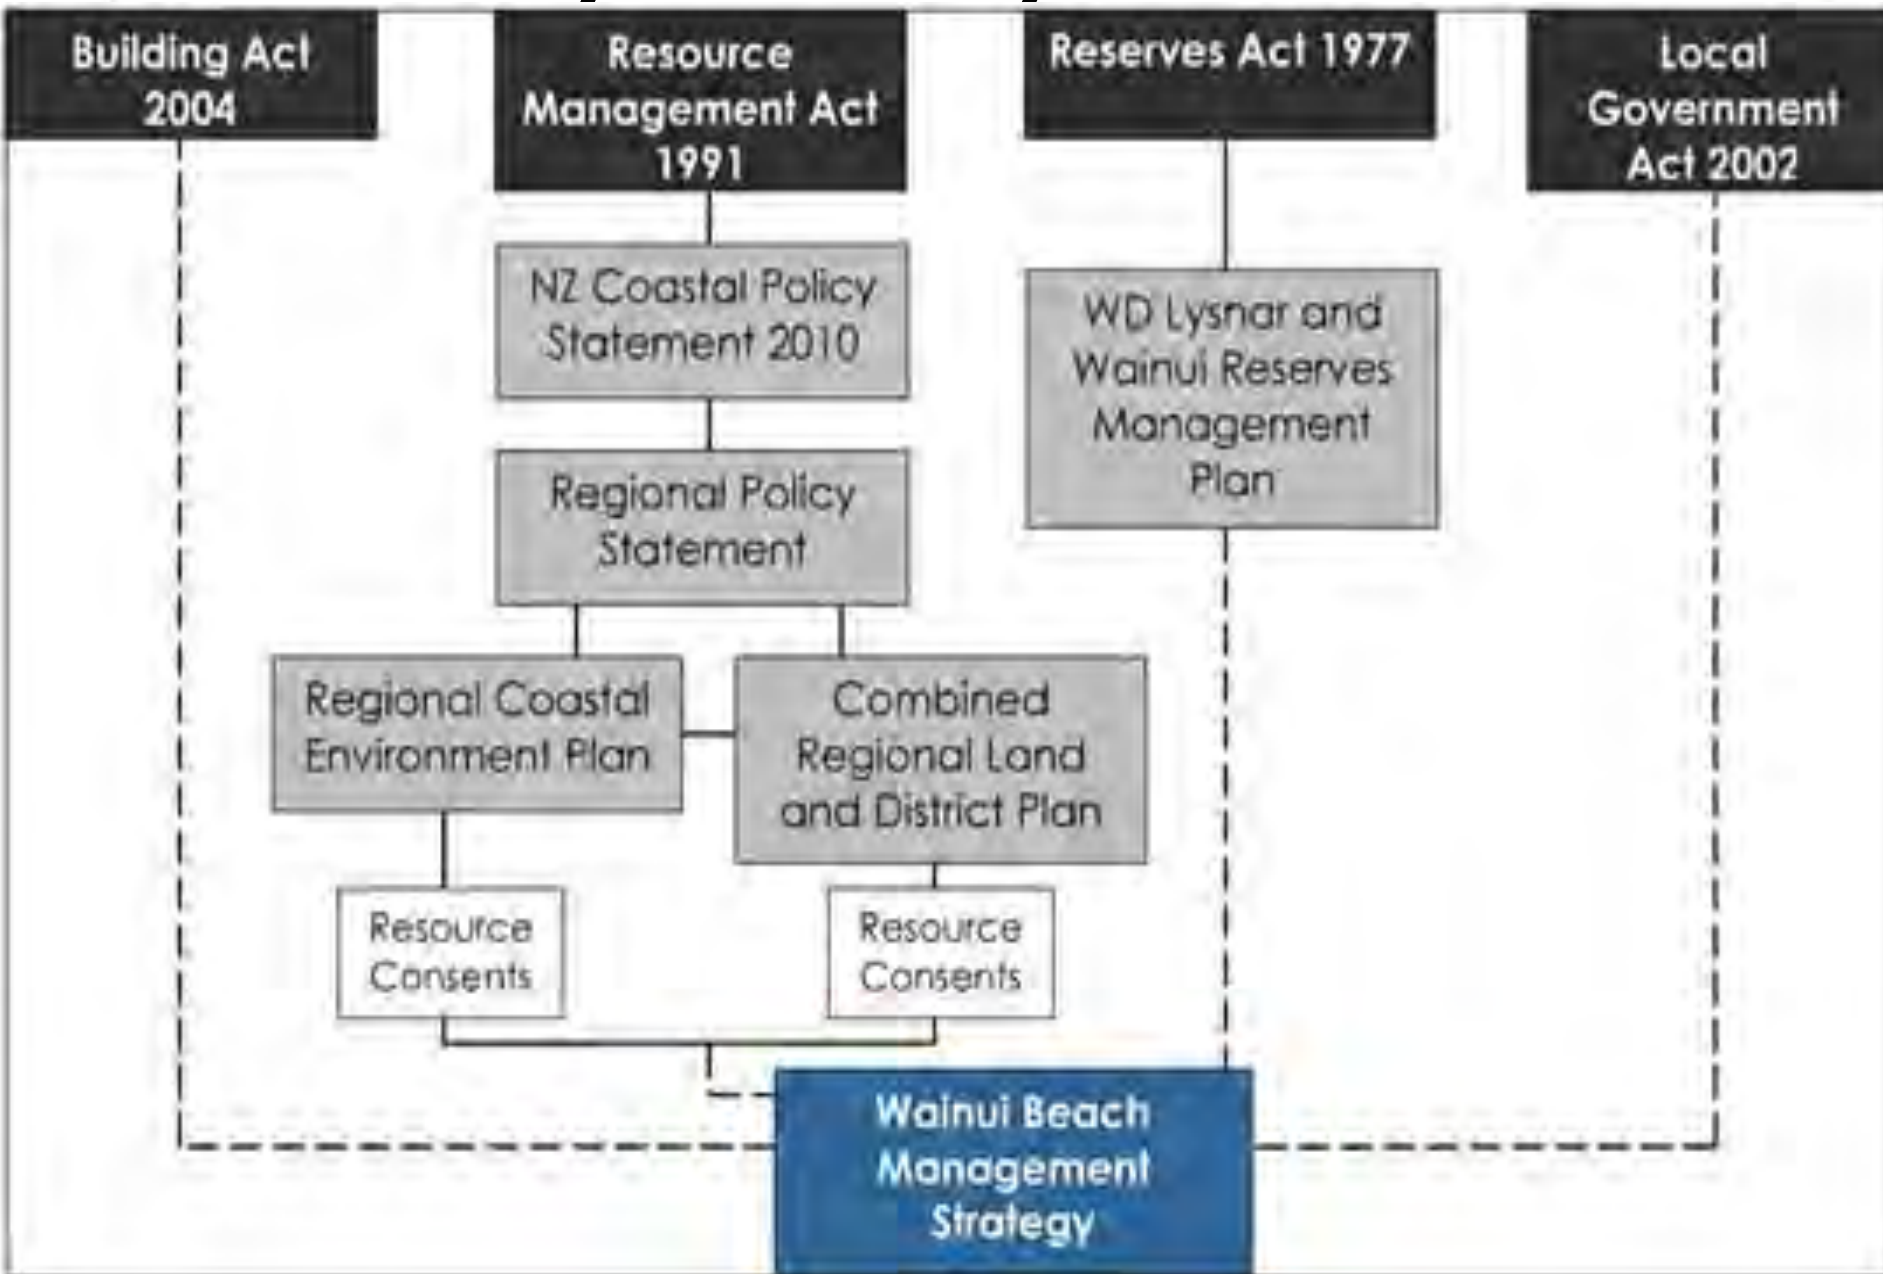 Building Act
2004
Resource
Management Act
1991
Reserves Act 1977
Local
Government
Act 2002
NZ Coastal Policy
Statement 2010
WD Lysnar and
Wainui Reserves
Management
Plan
Regional Policy
Statement
Regional Coastal
Environment Plan
Combined
Regional Land
and District Plan
Resource
Consents
Resource
Consents
Wainui Beach
Management
Strategy